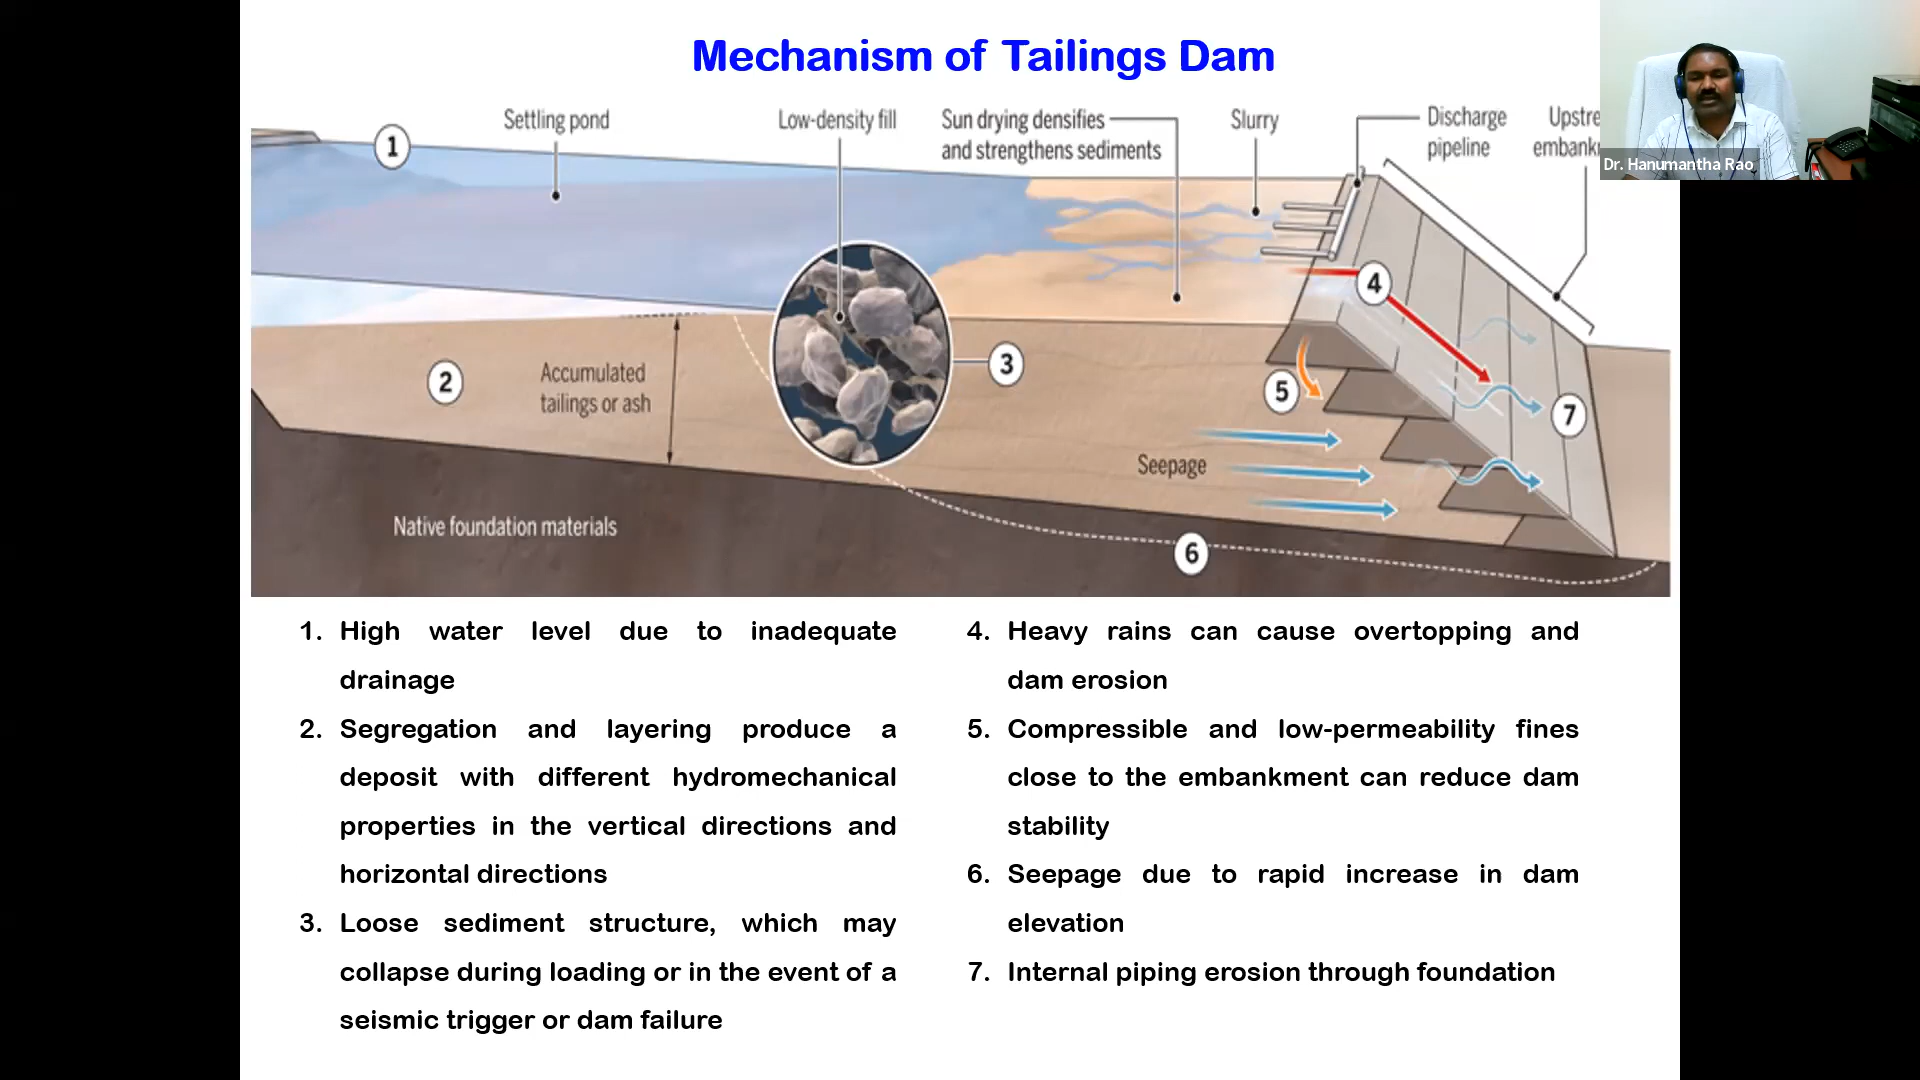 Mechanism of Tailings Dam
Settling pond
Low-density fill
Sun drying densifies
and strengthens sediments
Slurry
Discharge
pipeline
Dr. Hanumantha Rao
1
2
3
4
5
6
7
Accumulated
tailings or ash
Seepage
Native foundation materials
1. High water level due to inadequate
drainage
2. Segregation and layering produce a
deposit with different hydromechanical
properties in the vertical directions and
horizontal directions
3. Loose sediment structure, which may
collapse during loading or in the event of a
seismic trigger or dam failure
4. Heavy rains can cause overtopping and
dam erosion
5. Compressible and low-permeability fines
close to the embankment can reduce dam
stability
6. Seepage due to rapid increase in dam
elevation
7. Internal piping erosion through foundation